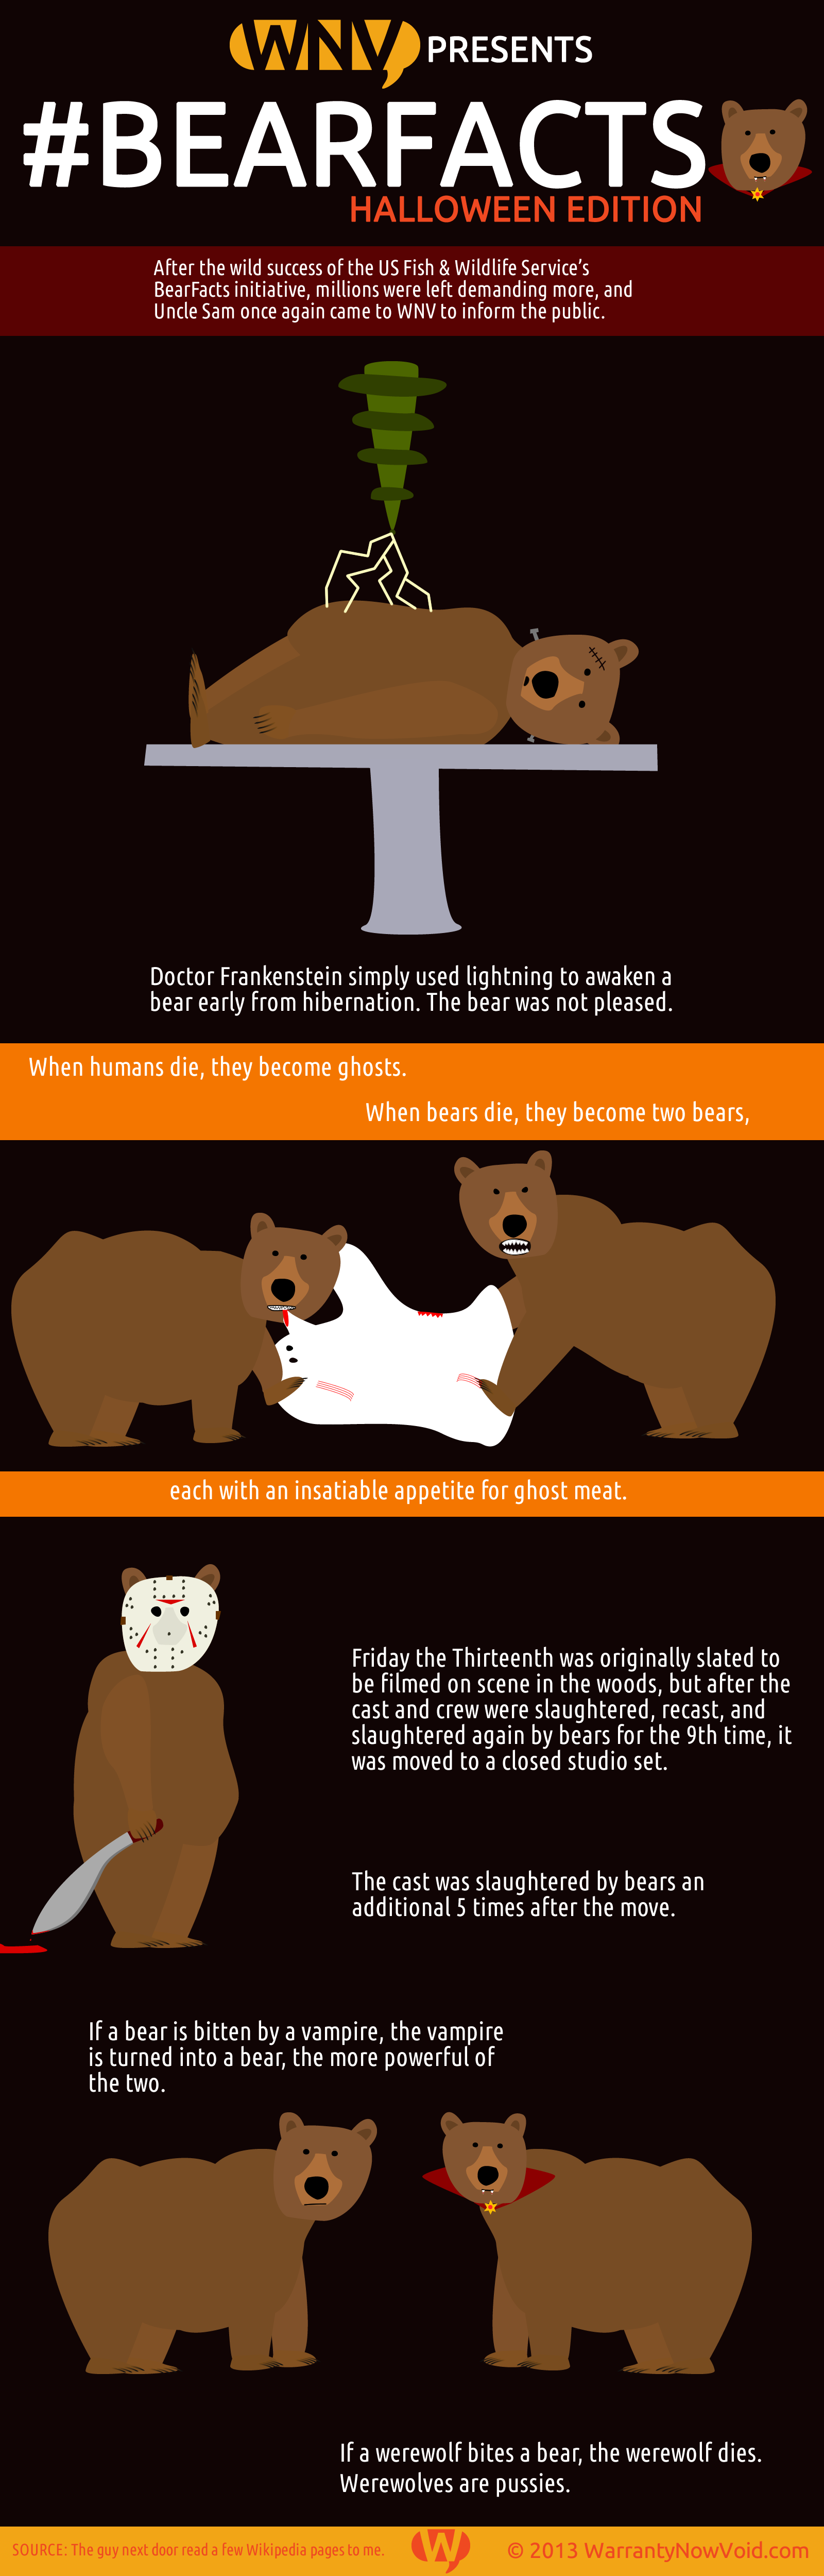 WNV PRESENTS
#BEARFACTS
HALLOWEEN EDITION
After the wild success of the US Fish & Wildlife Service's
BearFacts initiative, millions were left demanding more, and
Uncle Sam once again came to WNV to inform the public.
Doctor Frankenstein simply used lightning to awaken a
bear early from hibernation. The bear was not pleased.
When humans die, they become ghosts.
When bears die, they become two bears,
each with an insatiable appetite for ghost meat.
Friday the Thirteenth was originally slated to
be filmed on scene in the woods, but after the
cast and crew were slaughtered, recast, and
slaughtered again by bears for the 9th time, it
was moved to a closed studio set.
The cast was slaughtered by bears an
additional 5 times after the move.
If a bear is bitten by a vampire, the vampire
is turned into a bear, the more powerful of
the two.
If a werewolf bites a bear, the werewolf dies.
Werewolves are pussies.
SOURCE: The guy next door read a few Wikipedia pages to me.
W
© 2013 WarrantyNowVoid.com